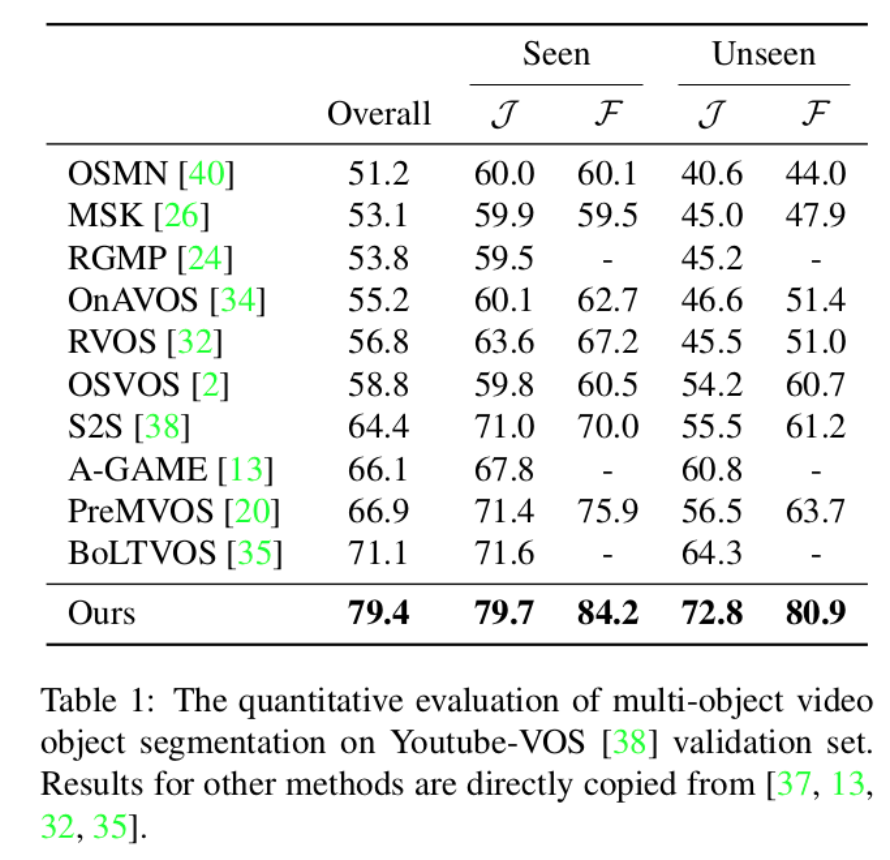 Seen Unseen
Overall 𝒥 ℱ 𝒥 ℱ
OSMN [40] 51.2 60.0 60.1 40.6 44.0
MSK [26] 53.1 59.9 59.5 45.0 47.9
RGMP [24] 53.8 59.5 - 45.2 -
OnAVOS [34] 55.2 60.1 62.7 46.6 51.4
RVOS [32] 56.8 63.6 67.2 45.5 51.0
OSVOS [2] 58.8 59.8 60.5 54.2 60.7
S2S [38] 64.4 71.0 70.0 55.5 61.2
A-GAME [13] 66.1 67.8 - 60.8 -
PreMVOS [20] 66.9 71.4 75.9 56.5 63.7
BoLTVOS [35] 71.1 71.6 - 64.3 -
Ours 79.4 79.7 84.2 72.8 80.9
Table 1: The quantitative evaluation of multi-object video
object segmentation on Youtube-VOS [38] validation set.
Results for other methods are directly copied from [37, 13,
32, 35].